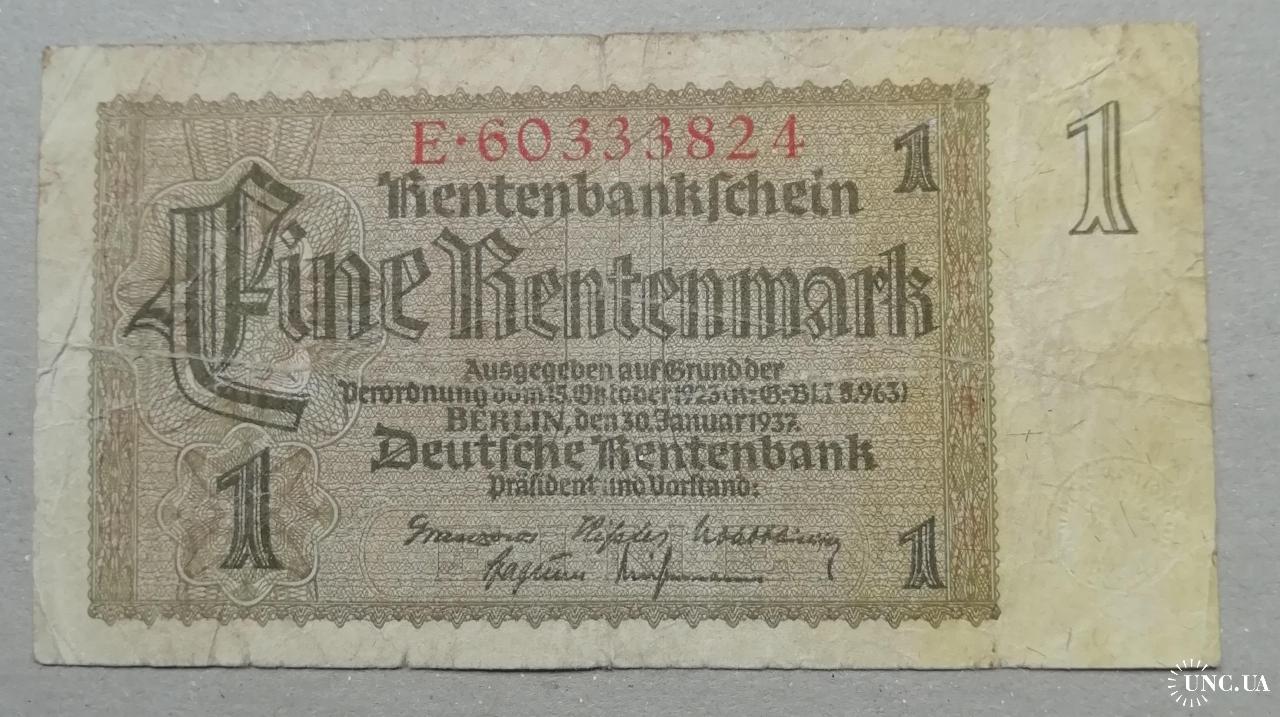 E·60333824
1
1
Rentenbankschein
Eine Rentenmark
Ausgegeben auf Grund der
Verordnung vom 15. Oktober 1923 (R.-G.-Bl. I S. 963)
BERLIN, den 30. Januar 1937.
Deutsche Rentenbank
Präsident und Vorstand:
1
1
UNC.UA